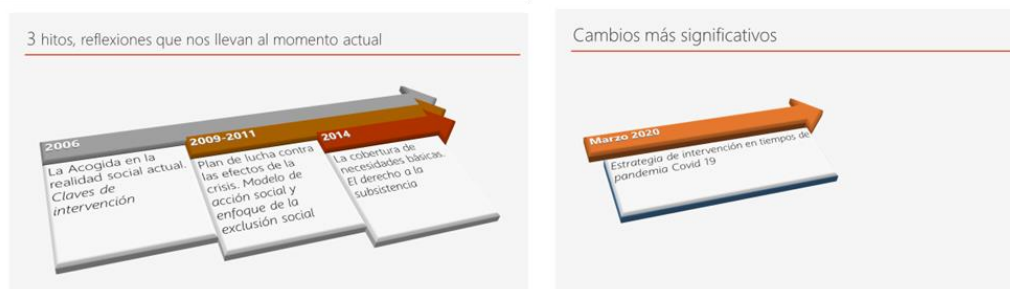 3 hitos, reflexiones que nos llevan al momento actual
2006
La Acogida en la
realidad social actual.
Claves de
intervención
2009-2011
Plan de lucha contra
las efectos de la
crisis. Modelo de
acción social y
enfoque de la
exclusión social
2014
La cobertura de
necesidades básicas.
El derecho a la
subsistencia
Cambios más significativos
Marzo 2020
Estrategia de intervención en tiempos de
pandemia Covid 19